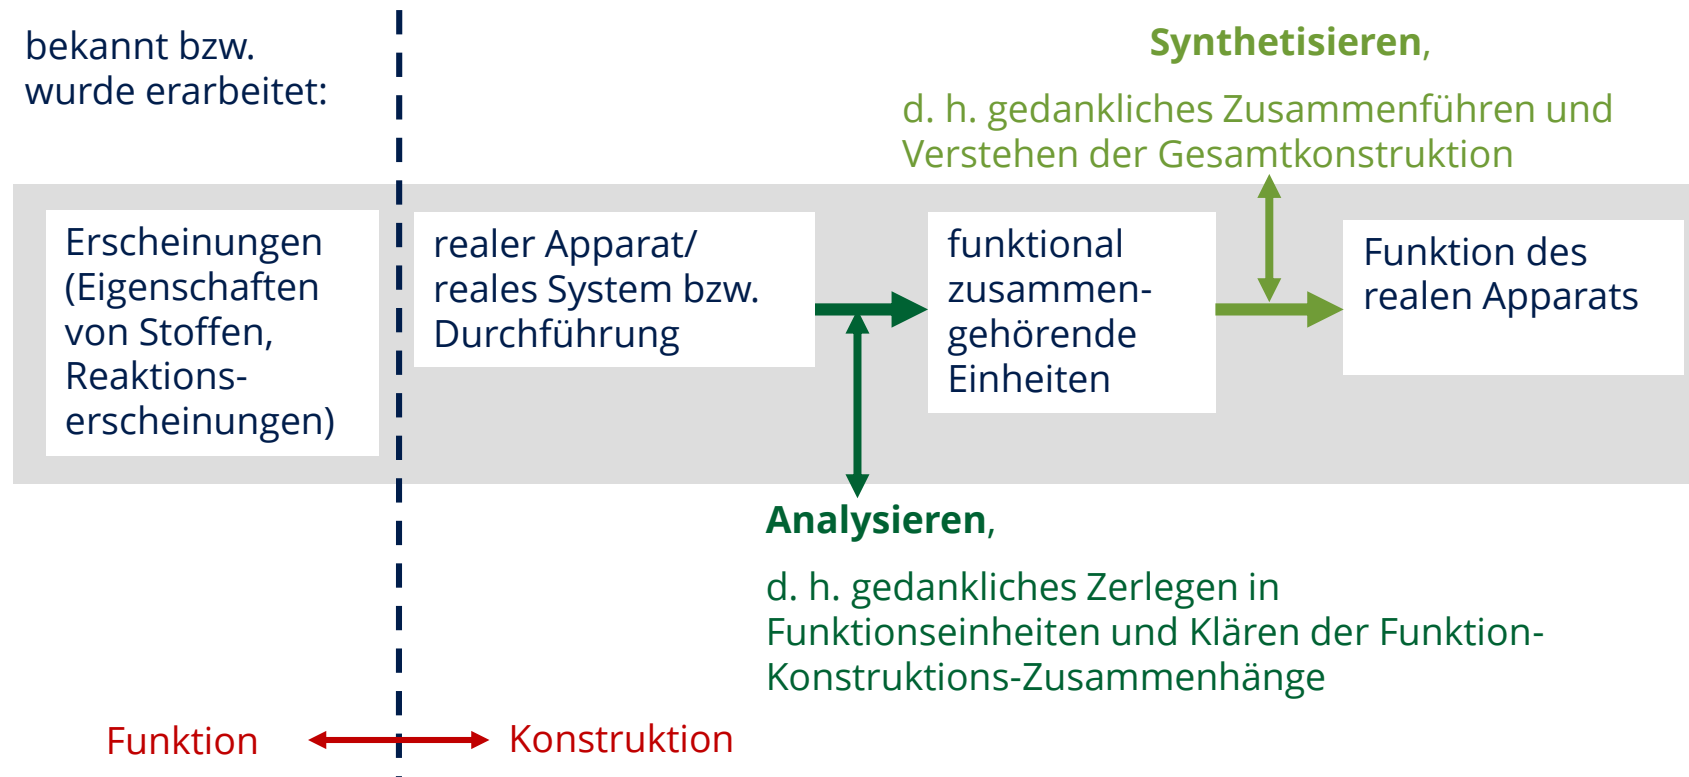 bekannt bzw.
wurde erarbeitet:
Synthetisieren,
d. h. gedankliches Zusammenführen und
Verstehen der Gesamtkonstruktion
Erscheinungen
(Eigenschaften
von Stoffen,
Reaktions-
erscheinungen)
realer Apparat/
reales System bzw.
Durchführung
funktional
zusammen-
gehörende
Einheiten
Funktion des
realen Apparats
Analysieren,
d. h. gedankliches Zerlegen in
Funktionseinheiten und Klären der Funktion-
Konstruktions-Zusammenhänge
Funktion
Konstruktion